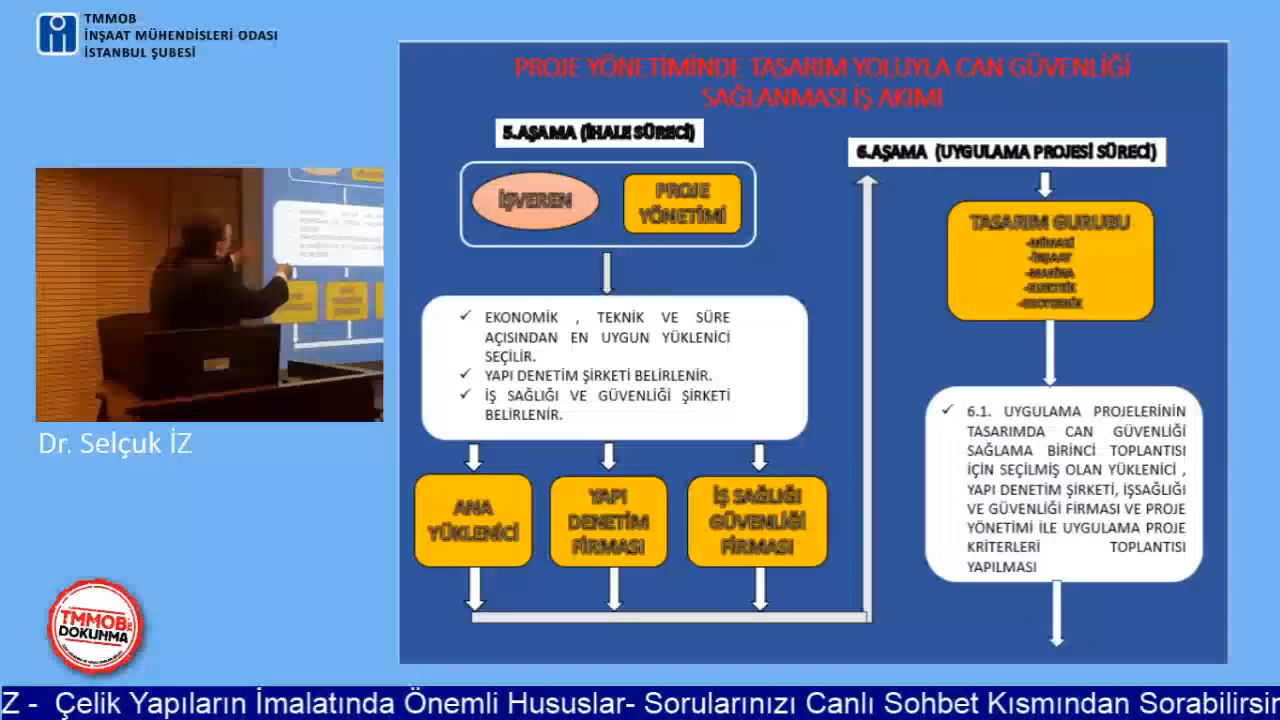 TMMOB
İNŞAAT MÜHENDİSLERİ ODASI
İSTANBUL ŞUBESİ
PROJE YÖNETİMİNDE TASARIM YOLUYLA CAN GÜVENLİĞİ
SAĞLANMASI İŞ AKIMI
5.AŞAMA (İHALE SÜRECİ)
İŞVEREN
PROJE
YÖNETİMİ
✓ EKONOMİK , TEKNİK VE SÜRE
AÇISINDAN EN UYGUN YÜKLENİCİ
SEÇİLİR.
✓ YAPI DENETİM ŞİRKETİ BELİRLENİR.
✓ İŞ SAĞLIĞI VE GÜVENLİĞİ ŞİRKETİ
BELİRLENİR.
ANA
YÜKLENİCİ
YAPI
DENETİM
FİRMASI
İŞ SAĞLIĞI
GÜVENLİĞİ
FİRMASI
6.AŞAMA (UYGULAMA PROJESİ SÜRECİ)
TASARIM GURUBU
-MİMARİ
-İNŞAAT
-MAKİNA
-ELEKTRİK
✓ 6.1. UYGULAMA PROJELERİNİN
TASARIMDA CAN GÜVENLİĞİ
SAĞLAMA BİRİNCİ TOPLANTISI
İÇİN SEÇİLMİŞ OLAN YÜKLENİCİ ,
YAPI DENETİM ŞİRKETİ, İŞSAĞLIĞI
VE GÜVENLİĞİ FİRMASI VE PROJE
YÖNETİMİ İLE UYGULAMA PROJE
KRİTERLERİ TOPLANTISI
YAPILMASI
Dr. Selçuk İZ
TMMOB'ME
DOKUNMA
Z - Çelik Yapıların İmalatında Önemli Hususlar- Sorularınızı Canlı Sohbet Kısmından Sorabilirsin